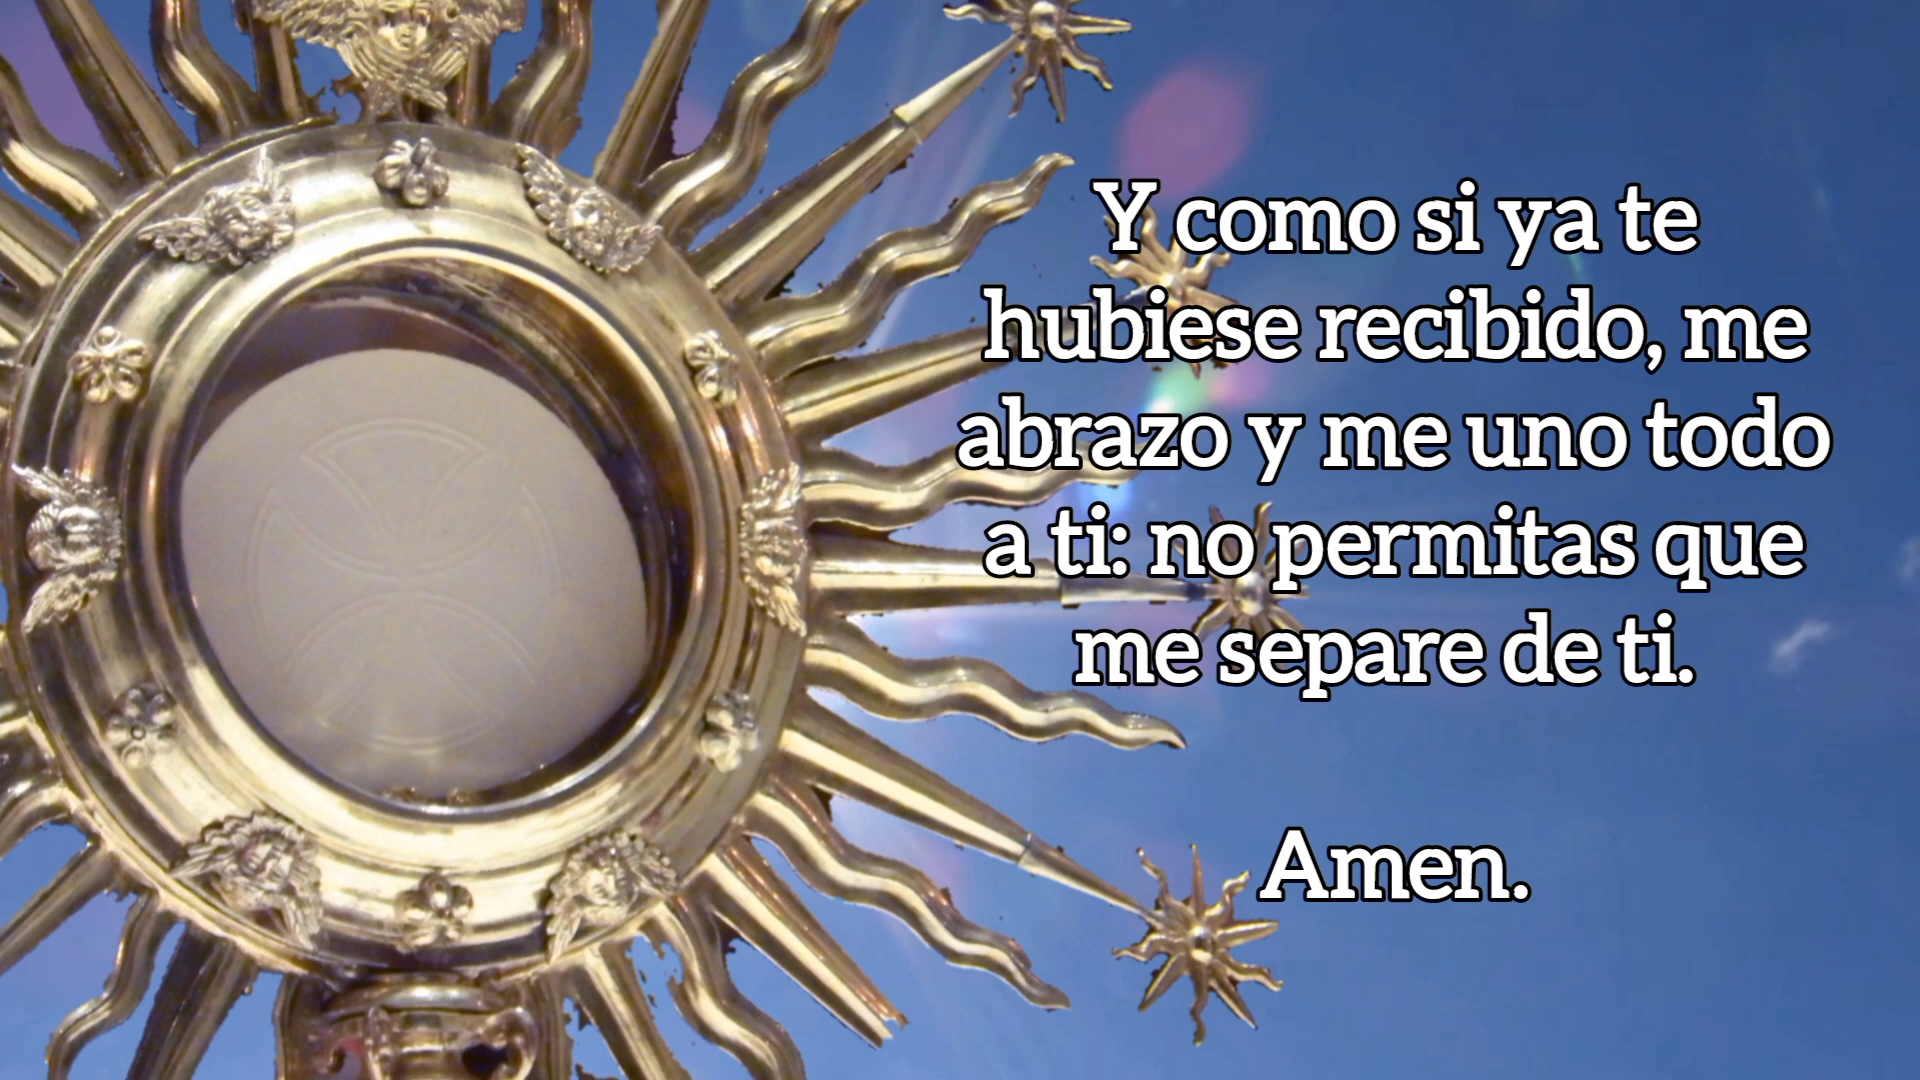 Y como si ya te
hubiese recibido, me
abrazo y me uno todo
a ti: no permitas que
me separe de ti.
Amen.